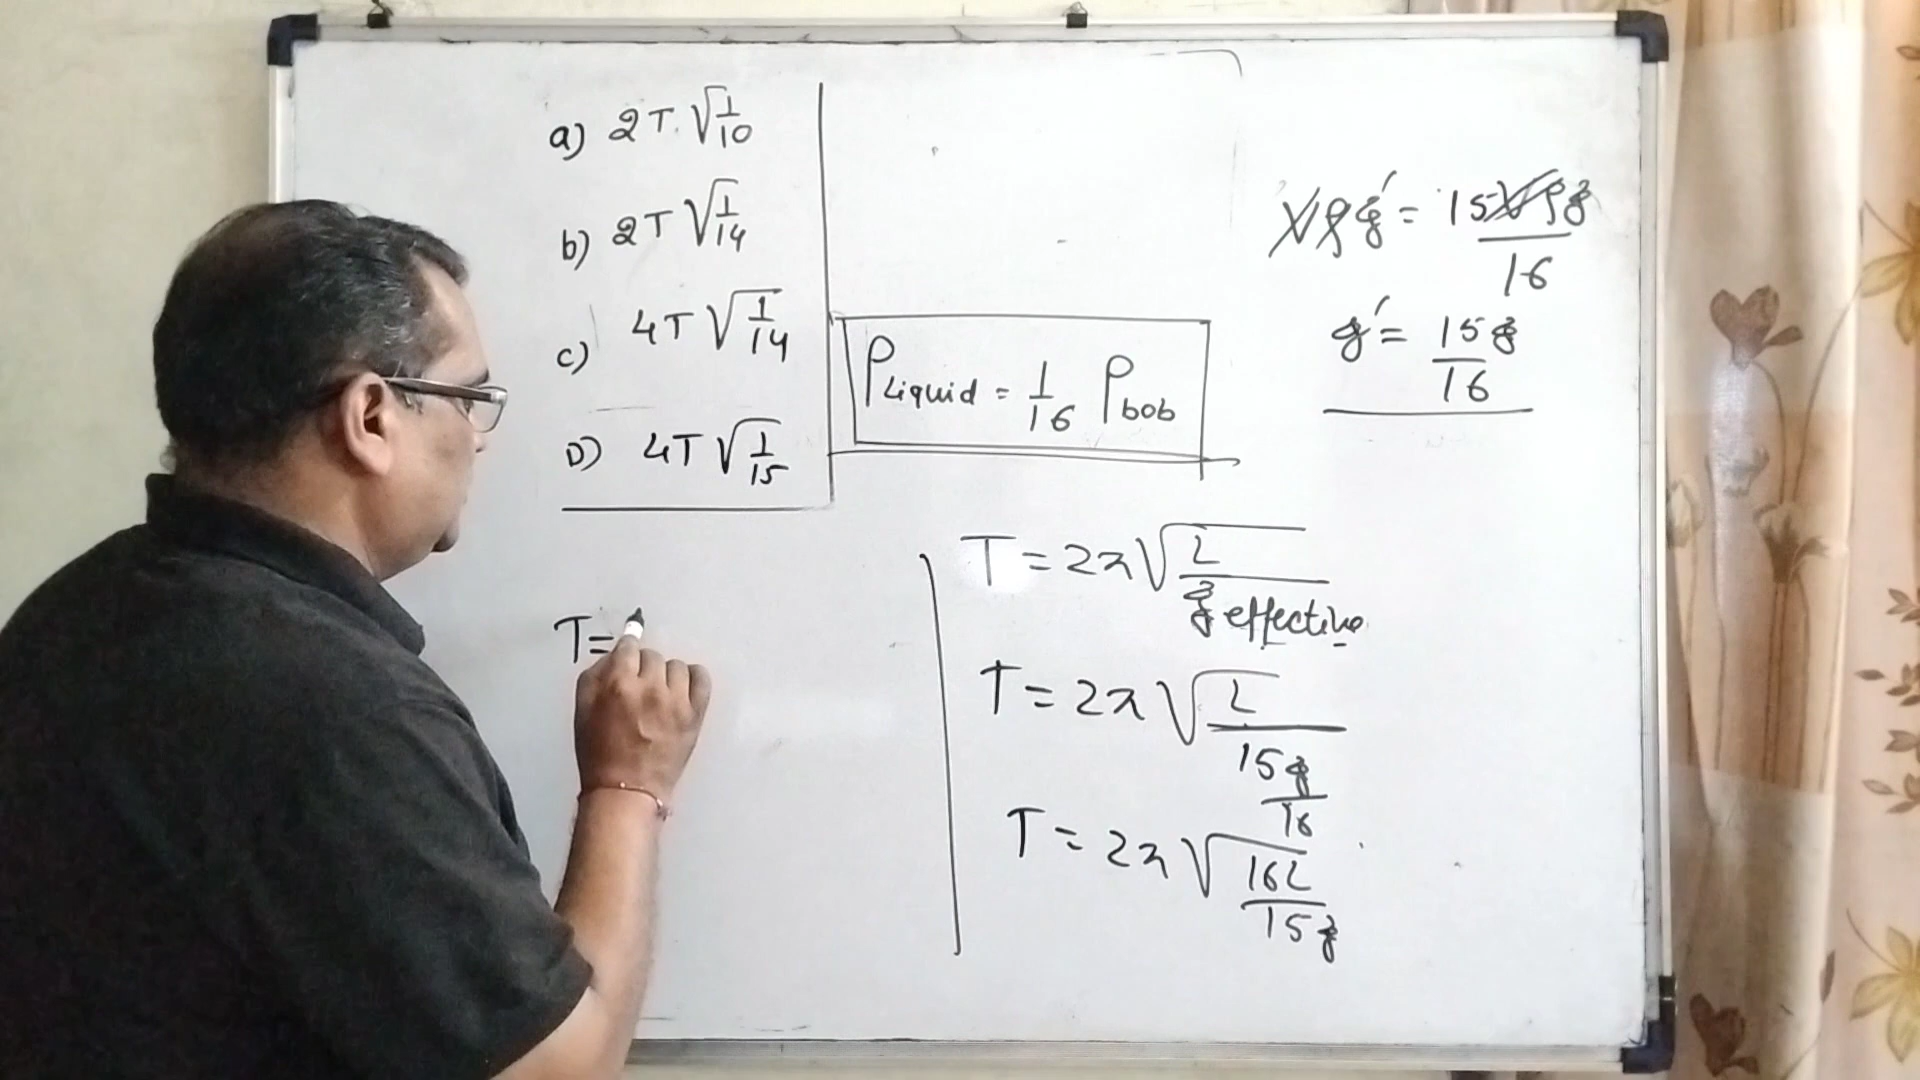 a) 2T √1/10
b) 2T √1/14
c) 4T √1/14
D) 4T √1/15
ρLiquid = 1/16 ρbob
Vρg′ = 15Vρg/16
g′ = 15g/16
T = 2π √L/g effective
T = 2π √L/15g/16
T = 2π √16L/15g
T =